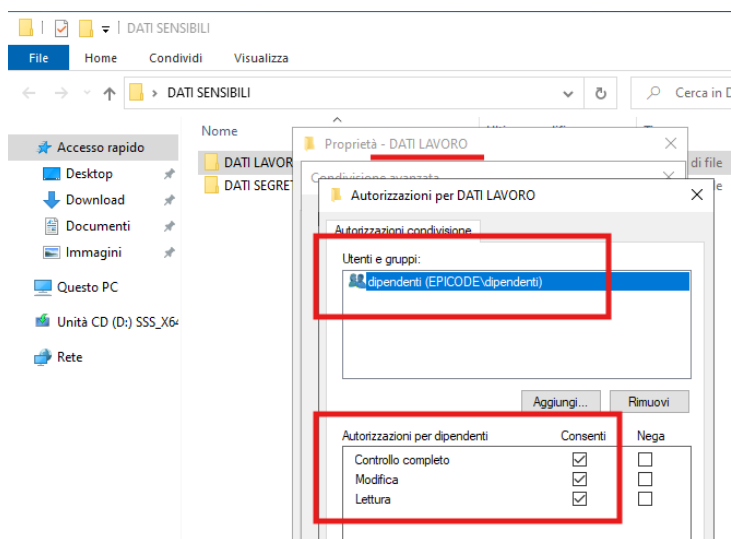 DATI SENSIBILI
File Home Condividi Visualizza
DATI SENSIBILI
Cerca in D
Nome
Accesso rapido
Desktop
Download
Documenti
Immagini
Questo PC
Unità CD (D:) SSS_X64
Rete
DATI LAVOR
DATI SEGRET
di file
Proprietà - DATI LAVORO
Condivisione avanzata
Autorizzazioni per DATI LAVORO
Autorizzazioni condivisione
Utenti e gruppi:
dipendenti (EPICODE\dipendenti)
Aggiungi... Rimuovi
Autorizzazioni per dipendenti Consenti Nega
Controllo completo
Modifica
Lettura